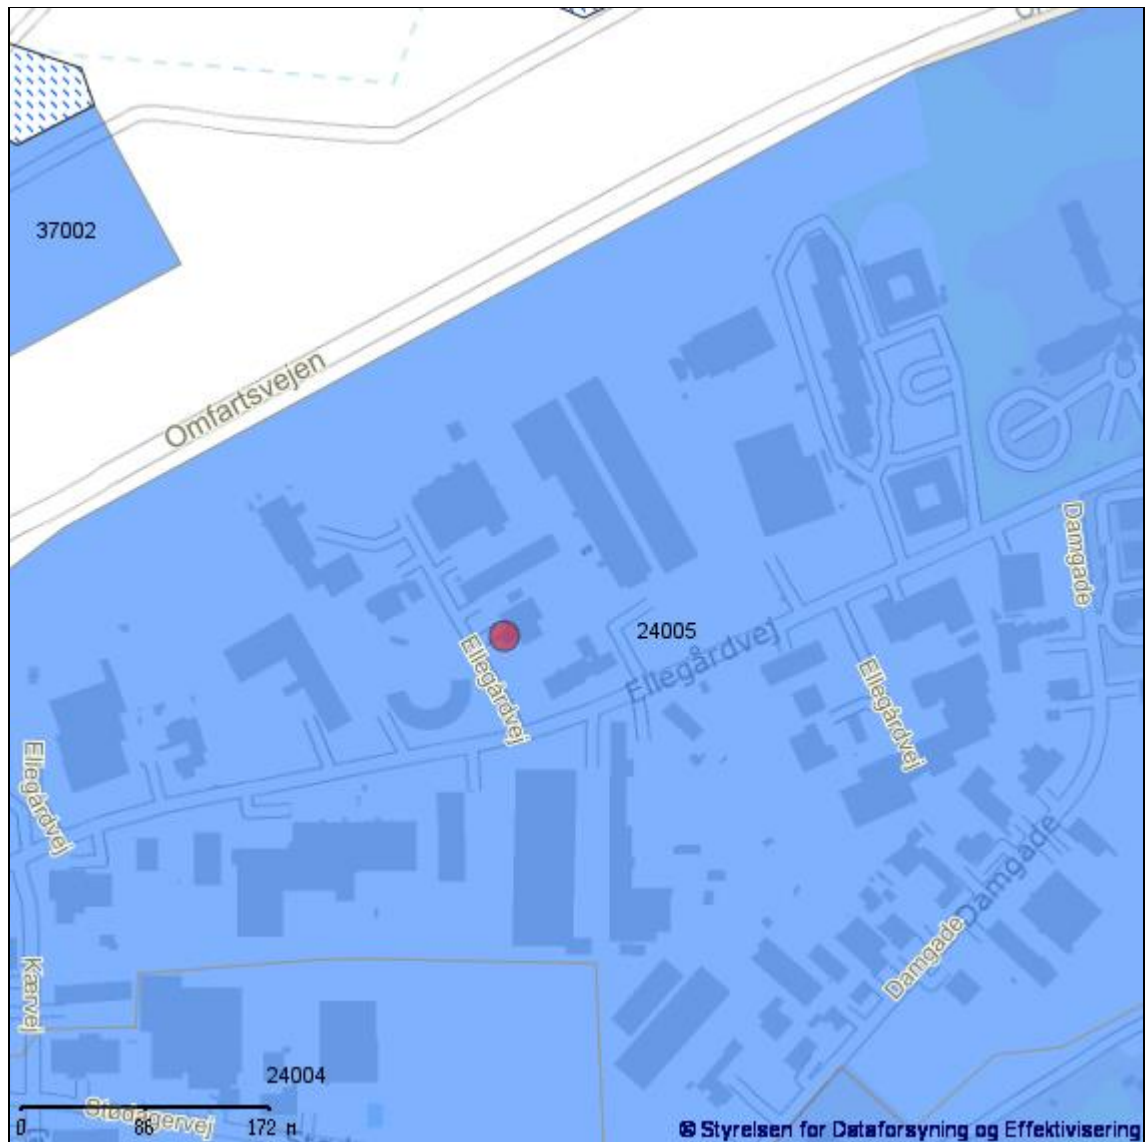 37002
Omfartsvejen
Damgade
24005
Ellegårdvej
Ellegårdvej
Ellegårdvej
Ellegårdvej
Damgade
Damgade
Kærvej
24004
Stødagervej
0 86 172 M
© Styrelsen for Dataforsyning og Effektivisering